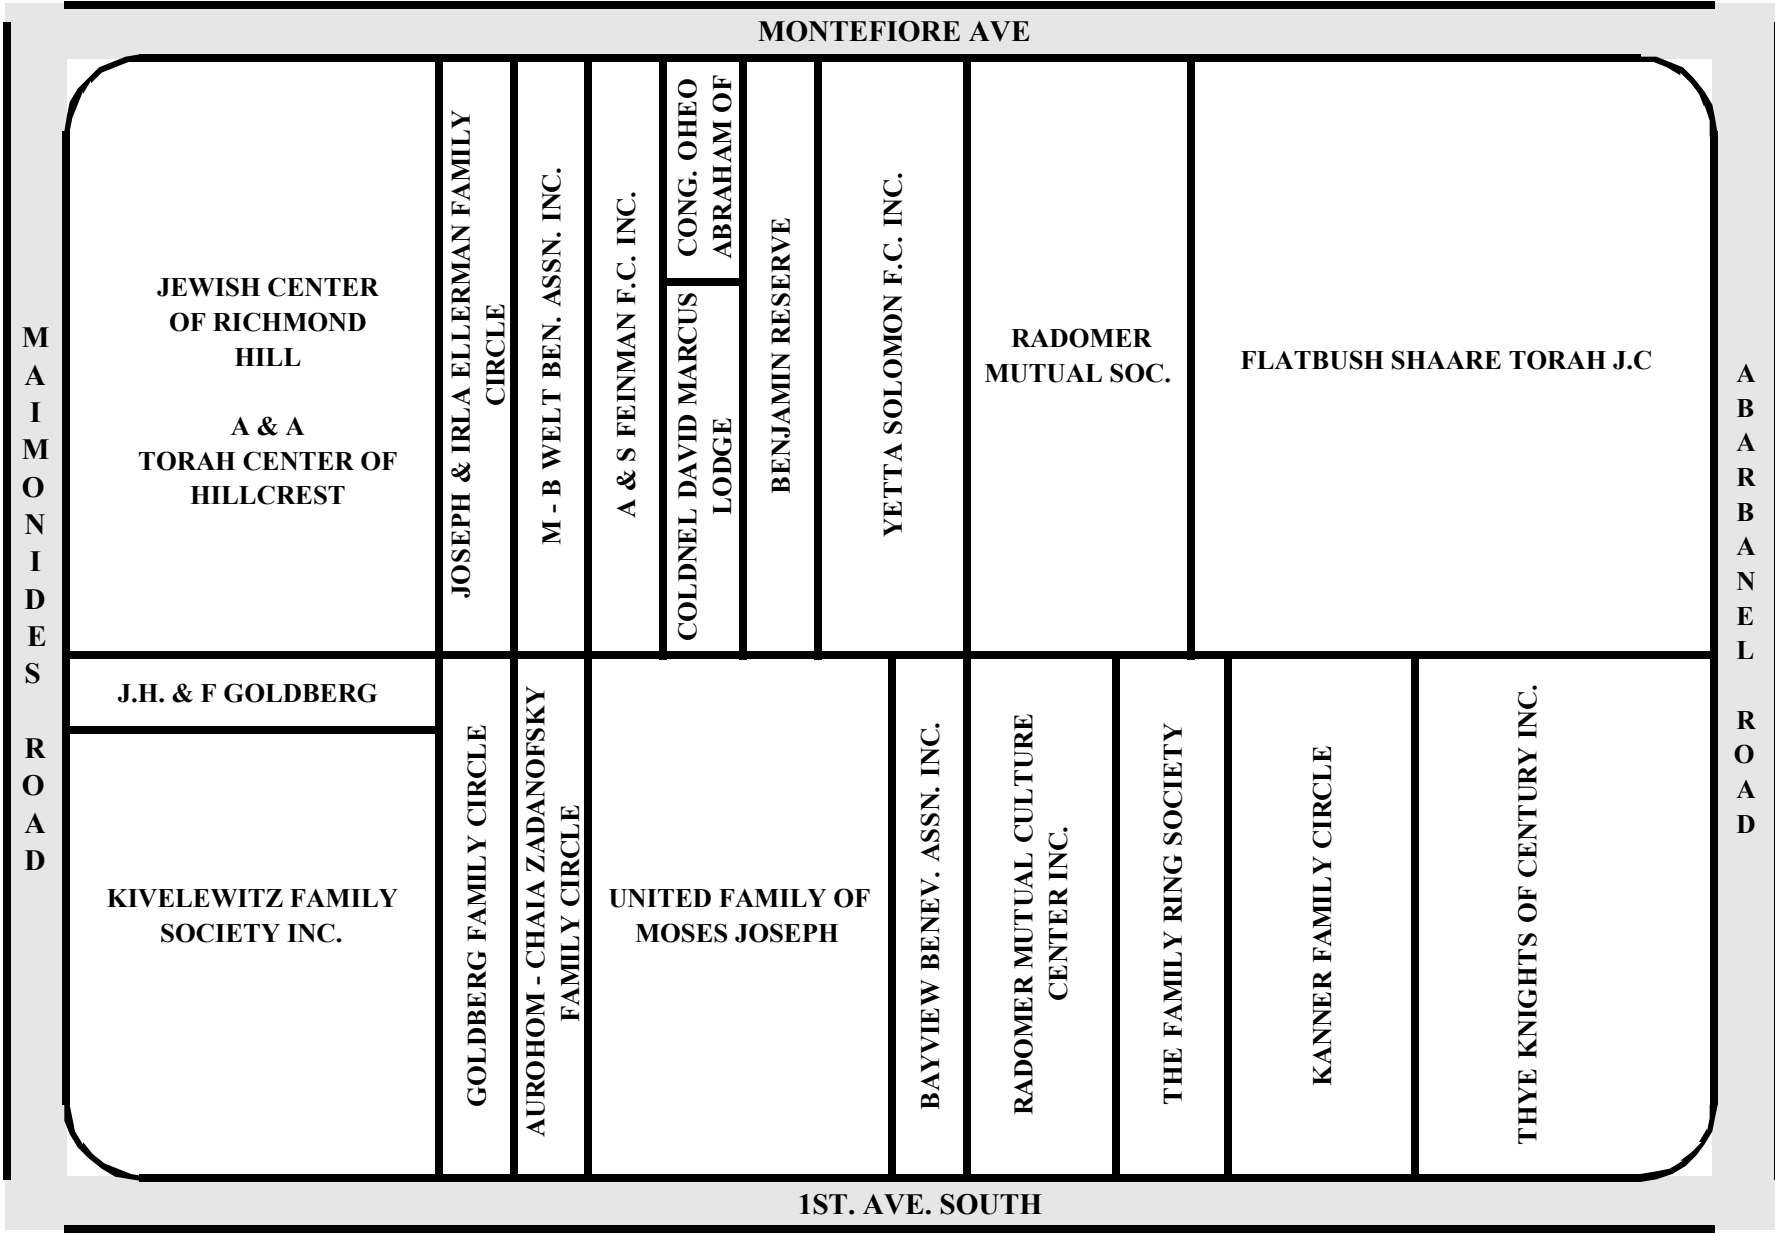 MONTEFIORE AVE
MAIMONIDES ROAD
JEWISH CENTER
OF RICHMOND
HILL
A & A
TORAH CENTER OF
HILLCREST
JOSEPH & IRLA ELLERMAN FAMILY
CIRCLE
M - B WELT BEN. ASSN. INC.
A & S FEINMAN F.C. INC.
CONG. OHEO
ABRAHAM OF
COLDNEL DAVID MARCUS
LODGE
BENJAMIN RESERVE
YETTA SOLOMON F.C. INC.
RADOMER
MUTUAL SOC.
FLATBUSH SHAARE TORAH J.C
ABARBANEL ROAD
J.H. & F GOLDBERG
KIVELEWITZ FAMILY
SOCIETY INC.
GOLDBERG FAMILY CIRCLE
AUROHOM - CHAIA ZADANOFSKY
FAMILY CIRCLE
UNITED FAMILY OF
MOSES JOSEPH
BAYVIEW BENEV. ASSN. INC.
RADOMER MUTUAL CULTURE
CENTER INC.
THE FAMILY RING SOCIETY
KANNER FAMILY CIRCLE
THYE KNIGHTS OF CENTURY INC.
1ST. AVE. SOUTH